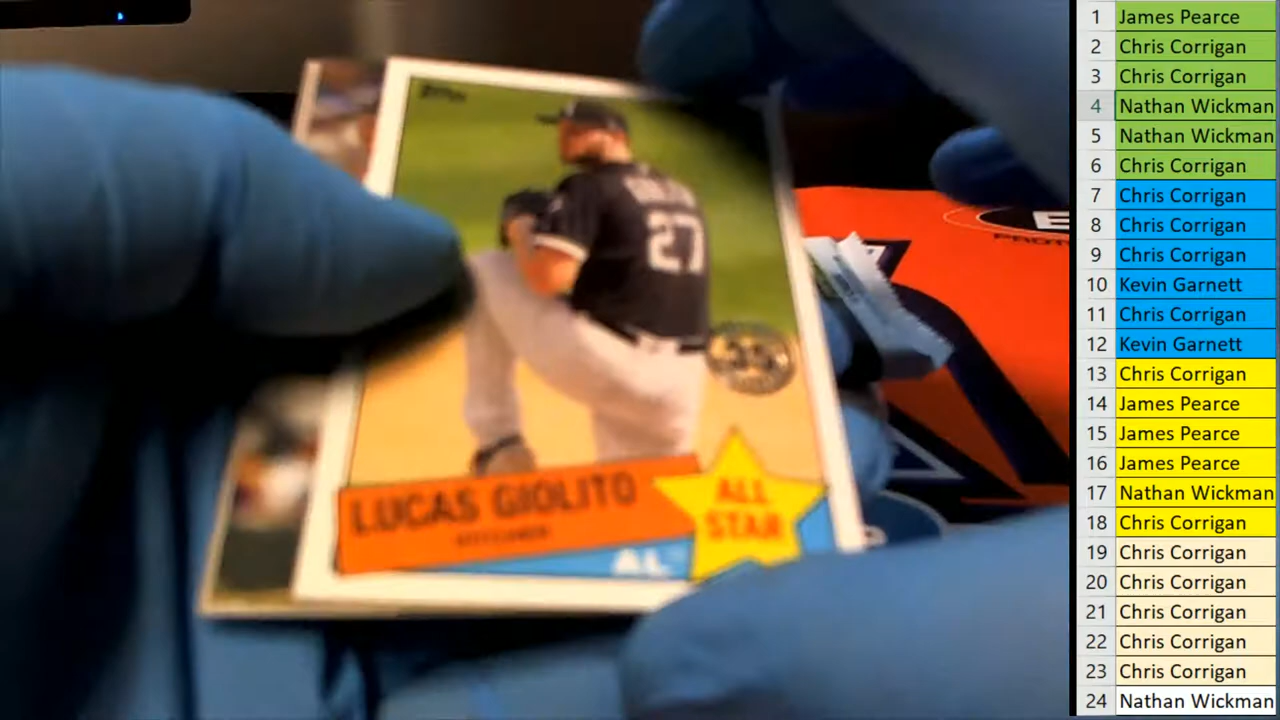 Topps
27
35
LUCAS GIOLITO
PITCHER
ALL
STAR
AL
1 James Pearce
2 Chris Corrigan
3 Chris Corrigan
4 Nathan Wickman
5 Nathan Wickman
6 Chris Corrigan
7 Chris Corrigan
8 Chris Corrigan
9 Chris Corrigan
10 Kevin Garnett
11 Chris Corrigan
12 Kevin Garnett
13 Chris Corrigan
14 James Pearce
15 James Pearce
16 James Pearce
17 Nathan Wickman
18 Chris Corrigan
19 Chris Corrigan
20 Chris Corrigan
21 Chris Corrigan
22 Chris Corrigan
23 Chris Corrigan
24 Nathan Wickman